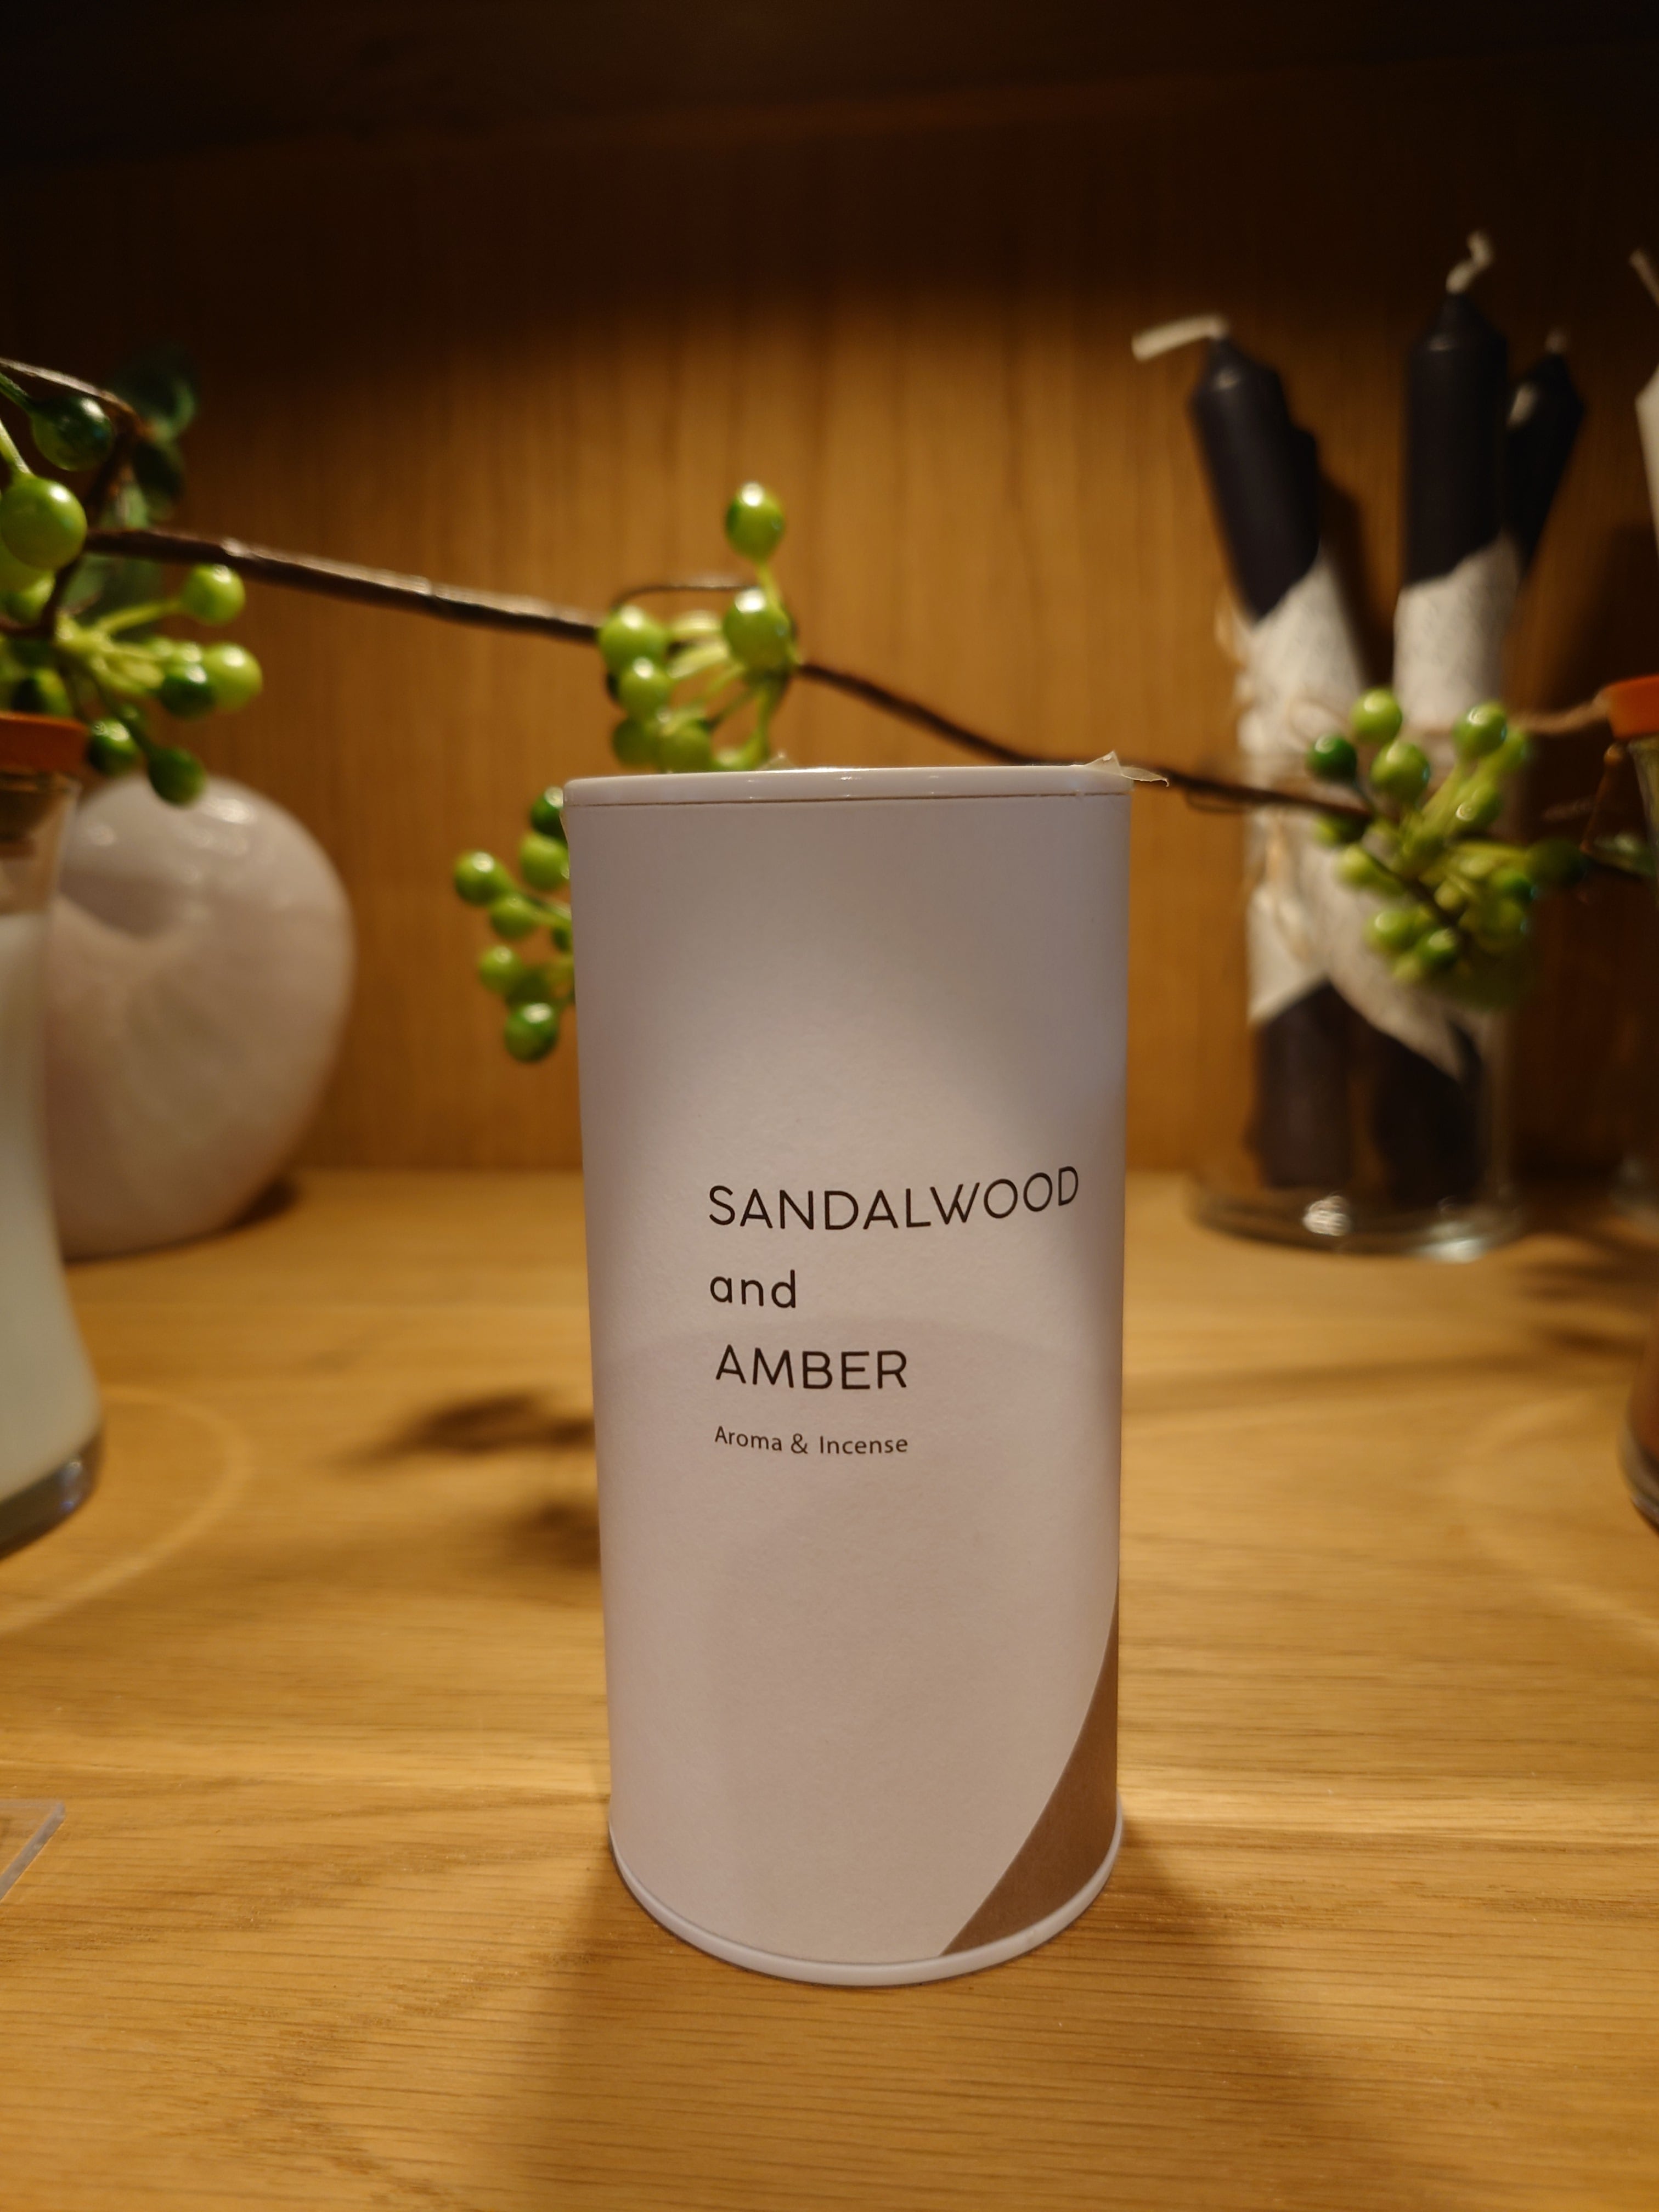 SANDALWOOD
and
AMBER
Aroma & Incense